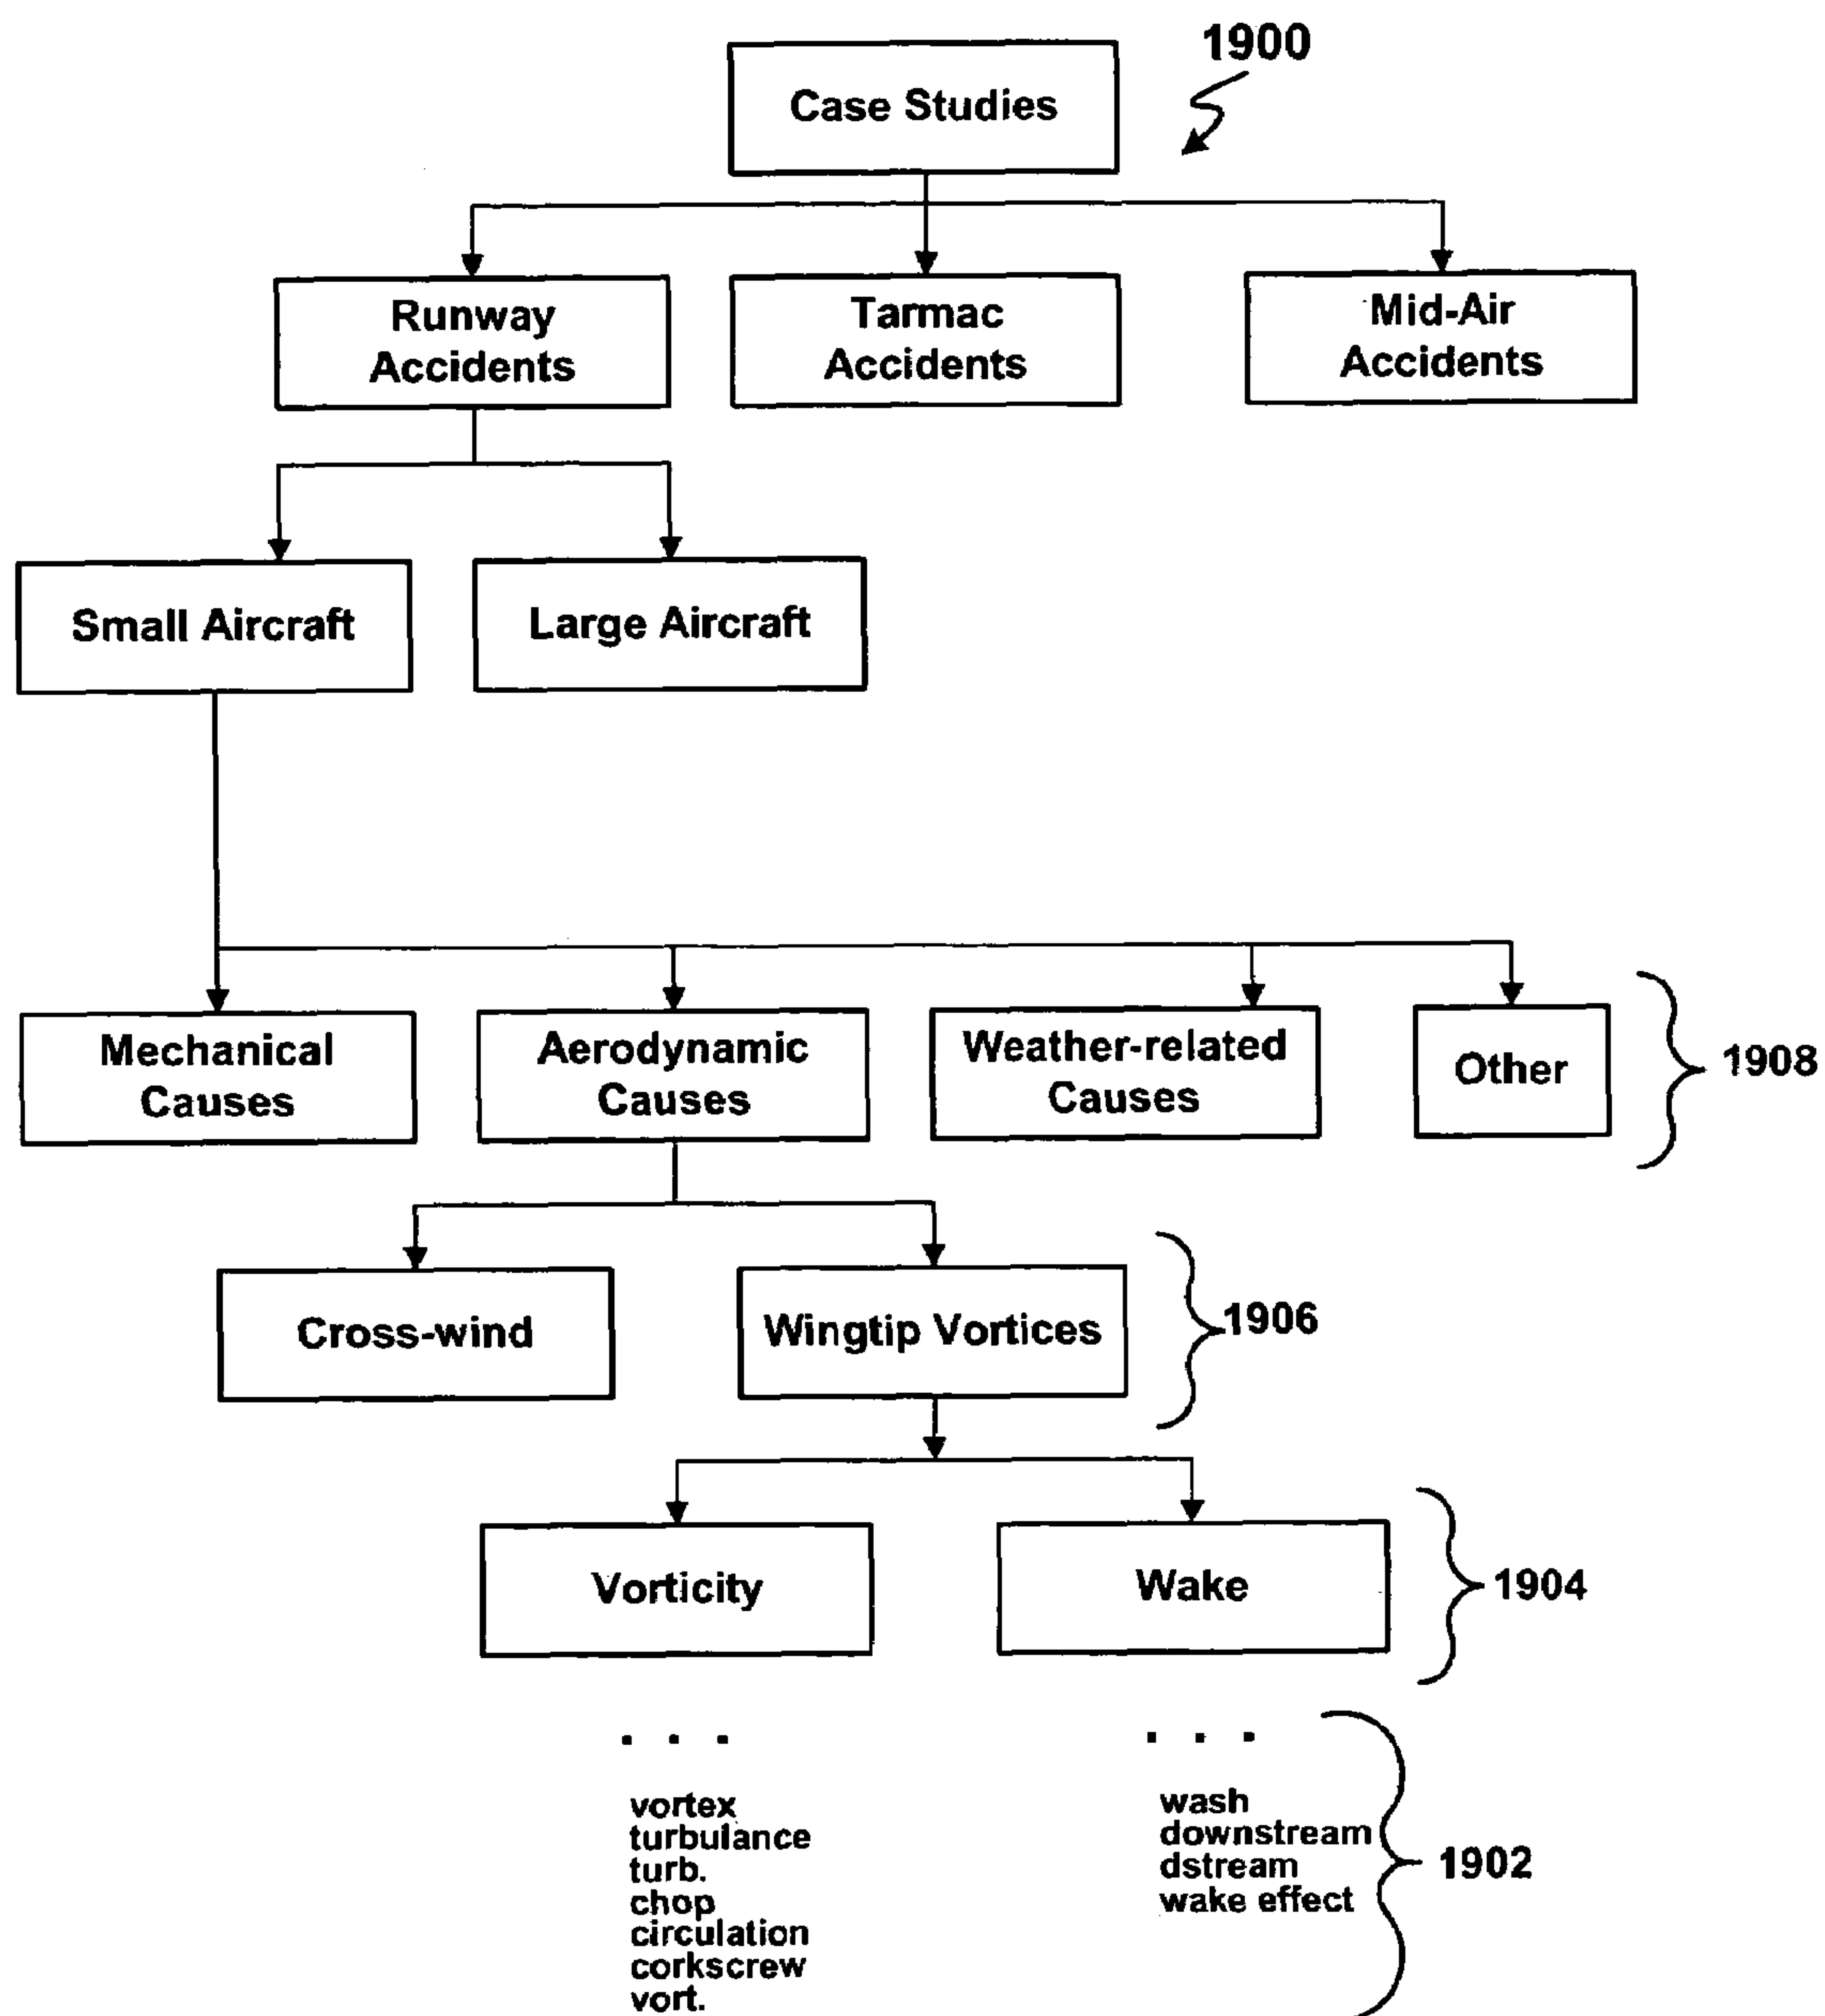 1900
Case Studies
Runway
Accidents
Tarmac
Accidents
Mid-Air
Accidents
Small Aircraft
Large Aircraft
Mechanical
Causes
Aerodynamic
Causes
Weather-related
Causes
Other
1908
Cross-wind
Wingtip Vortices
1906
Vorticity
Wake
1904
. . .
vortex
turbulance
turb.
chop
circulation
corkscrew
vort.
. . .
wash
downstream
dstream
wake effect
1902